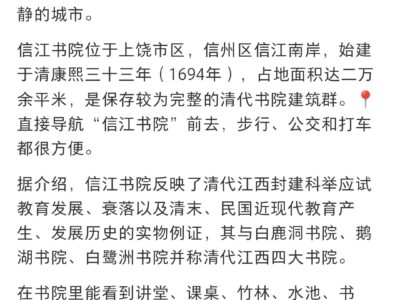 静的城市。
信江书院位于上饶市区，信州区信江南岸，始建
于清康熙三十三年（1694年），占地面积达二万
余平米，是保存较为完整的清代书院建筑群。📍
直接导航“信江书院”前去，步行、公交和打车
都很方便。
据介绍，信江书院反映了清代江西封建科举应试
教育发展、衰落以及清末、民国近现代教育产
生、发展历史的实物例证，其与白鹿洞书院、鹅
湖书院、白鹭洲书院并称清代江西四大书院。
在书院里能看到讲堂、课桌、竹林、水池、书